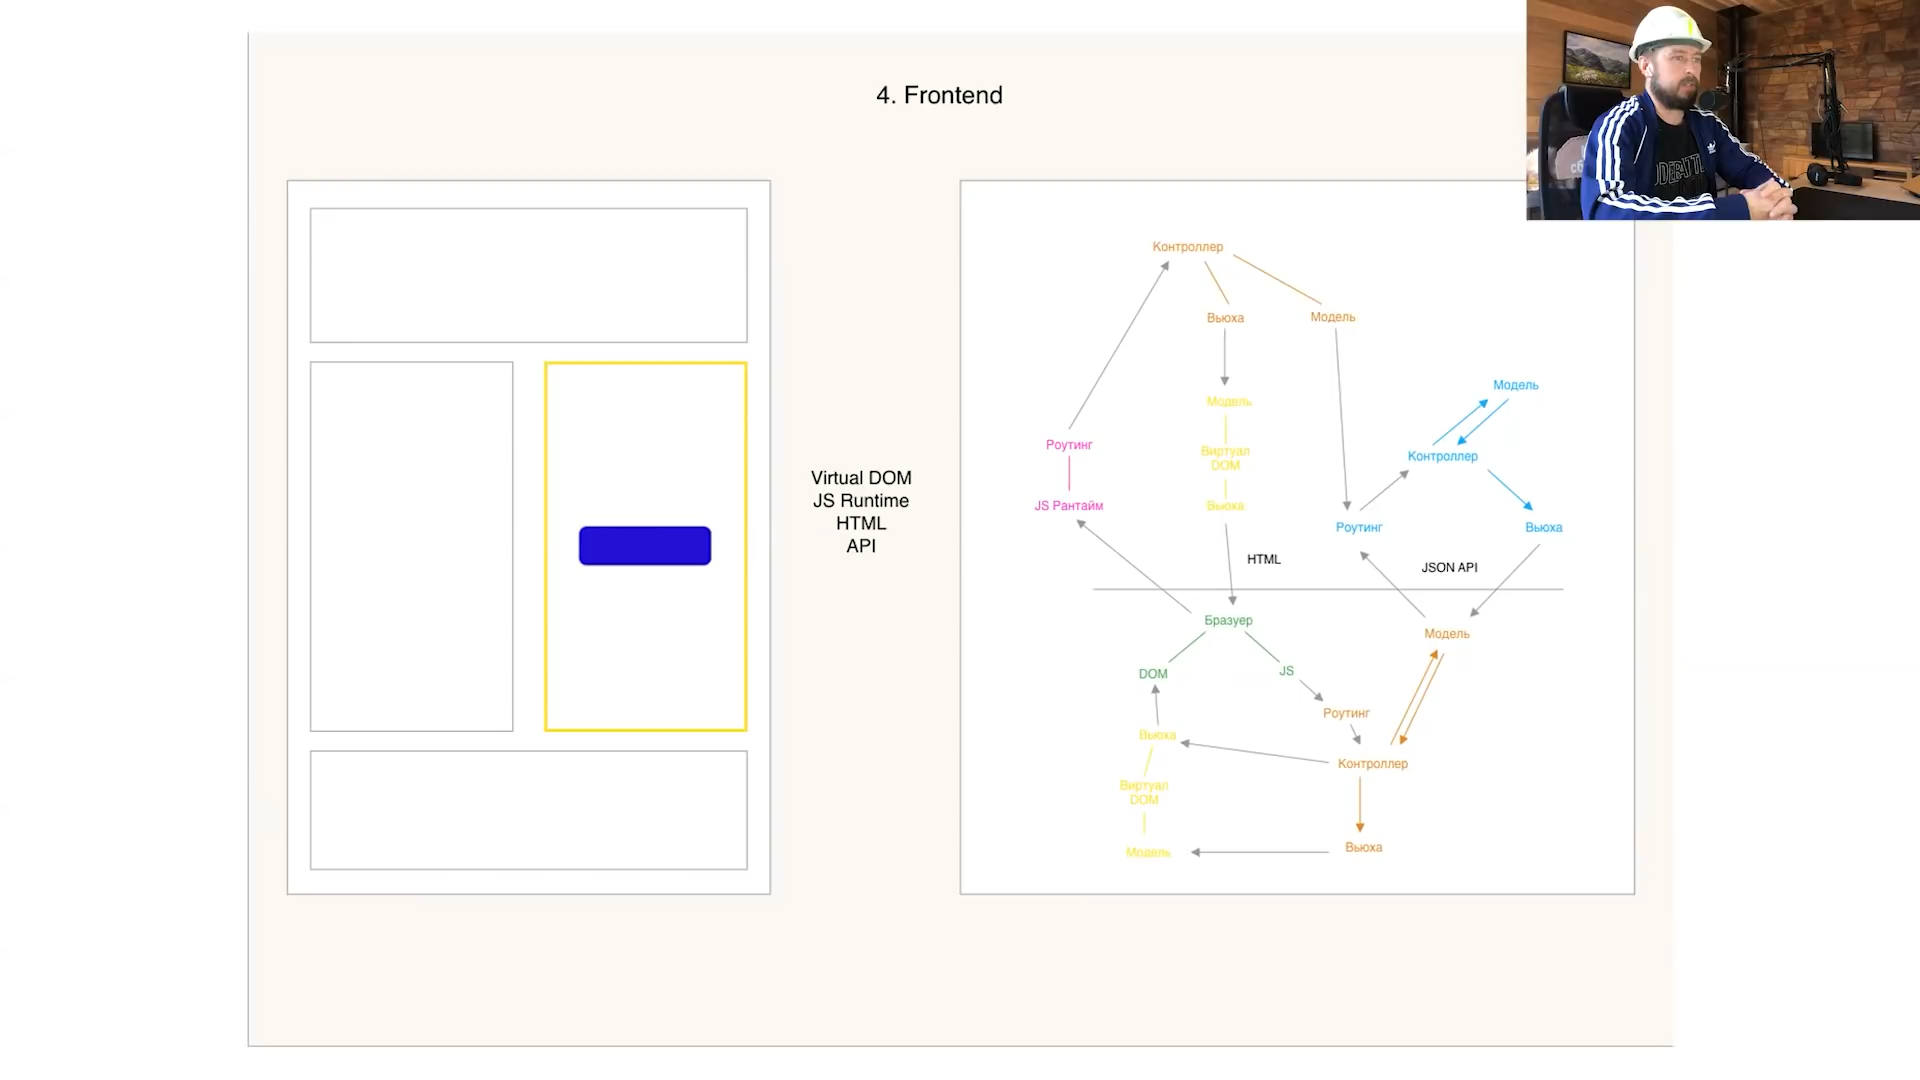 4. Frontend
Virtual DOM
JS Runtime
HTML
API
Контроллер
Вьюха
Модель
Модель
Модель
Роутинг
Виртуал
DOM
Контроллер
JS Рантайм
Вьюха
Роутинг
Вьюха
HTML
JSON API
Бразуер
Модель
DOM
JS
Роутинг
Вьюха
Контроллер
Виртуал
DOM
Модель
Вьюха